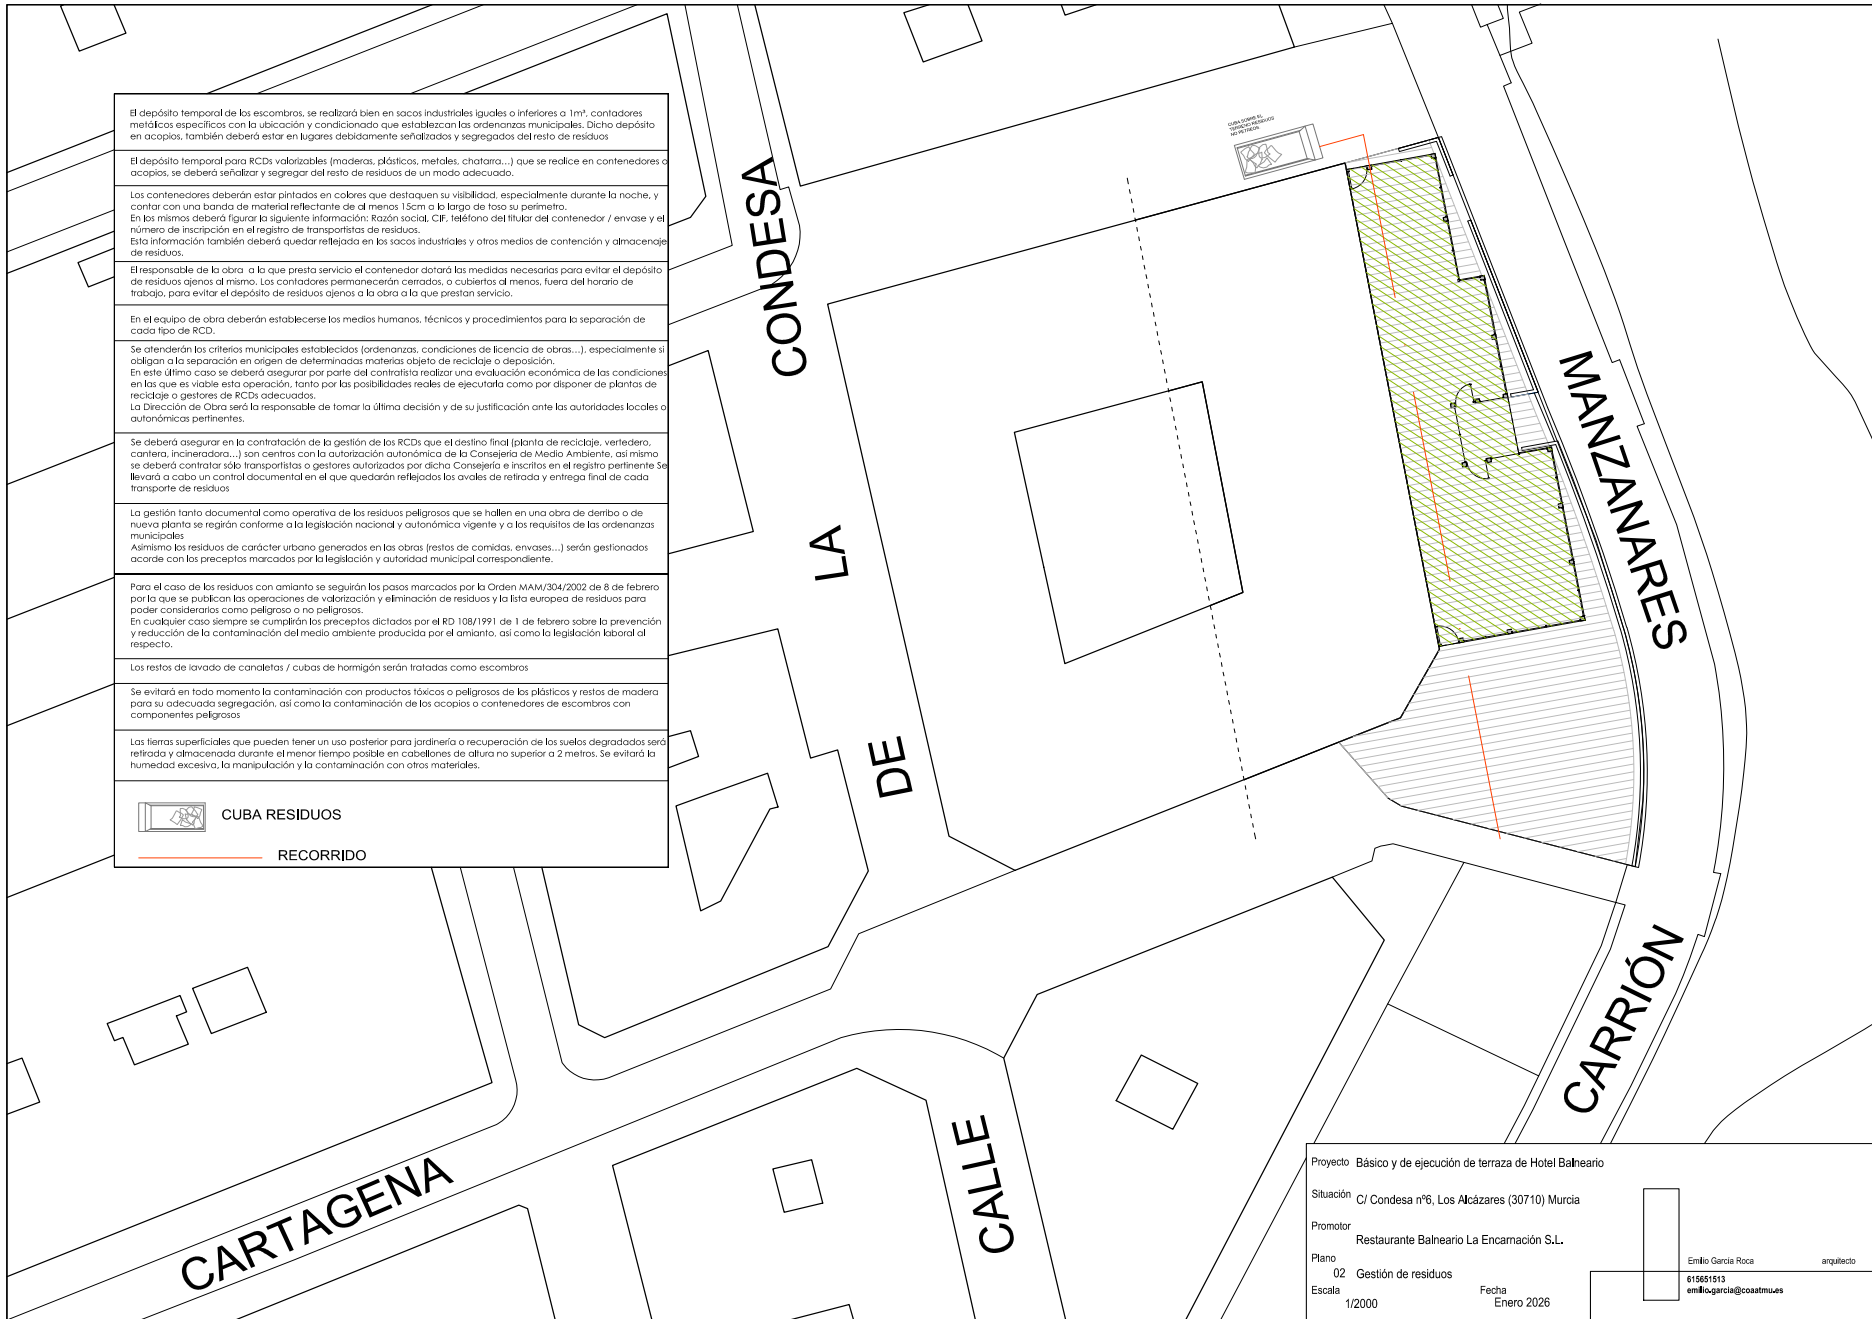 El depósito temporal de los escombros, se realizará bien en sacos industriales iguales o inferiores a 1m³, contadores
metálicos específicos con la ubicación y condicionado que establezcan las ordenanzas municipales. Dicho depósito
en acopios, también deberá estar en lugares debidamente señalizados y segregados del resto de residuos
El depósito temporal para RCDs valorizables (maderas, plásticos, metales, chatarra...) que se realice en contenedores o
acopios, se deberá señalizar y segregar del resto de residuos de un modo adecuado.
Los contenedores deberán estar pintados en colores que destaquen su visibilidad, especialmente durante la noche, y
contar con una banda de material reflectante de al menos 15cm a lo largo de toso su perímetro.
En los mismos deberá figurar la siguiente información: Razón social, CIF, teléfono del titular del contenedor / envase y el
número de inscripción en el registro de transportistas de residuos.
Esta información también deberá quedar reflejada en los sacos industriales y otros medios de contención y almacenaje
de residuos.
El responsable de la obra a la que presta servicio el contenedor dotará las medidas necesarias para evitar el depósito
de residuos ajenos al mismo. Los contadores permanecerán cerrados, o cubiertos al menos, fuera del horario de
trabajo, para evitar el depósito de residuos ajenos a la obra a la que prestan servicio.
En el equipo de obra deberán establecerse los medios humanos, técnicos y procedimientos para la separación de
cada tipo de RCD.
Se atenderán los criterios municipales establecidos (ordenanzas, condiciones de licencia de obras...), especialmente si
obligan a la separación en origen de determinadas materias objeto de reciclaje o deposición.
En este último caso se deberá asegurar por parte del contratista realizar una evaluación económica de las condiciones
en las que es viable esta operación, tanto por las posibilidades reales de ejecutarla como por disponer de plantas de
reciclaje o gestores de RCDs adecuados.
La Dirección de Obra será la responsable de tomar la última decisión y de su justificación ante las autoridades locales o
autonómicas pertinentes.
Se deberá asegurar en la contratación de la gestión de los RCDs que el destino final (planta de reciclaje, vertedero,
cantera, incineradora...) son centros con la autorización autonómica de la Consejería de Medio Ambiente, así mismo
se deberá contratar sólo transportistas o gestores autorizados por dicha Consejería e inscritos en el registro pertinente Se
llevará a cabo un control documental en el que quedarán reflejados los avales de retirada y entrega final de cada
transporte de residuos
La gestión tanto documental como operativa de los residuos peligrosos que se hallen en una obra de derribo o de
nueva planta se regirán conforme a la legislación nacional y autonómica vigente y a los requisitos de las ordenanzas
municipales
Asimismo los residuos de carácter urbano generados en las obras (restos de comidas, envases...) serán gestionados
acorde con los preceptos marcados por la legislación y autoridad municipal correspondiente.
Para el caso de los residuos con amianto se seguirán los pasos marcados por la Orden MAM/304/2002 de 8 de febrero
por la que se publican las operaciones de valorización y eliminación de residuos y la lista europea de residuos para
poder considerarlos como peligroso o no peligrosos.
En cualquier caso siempre se cumplirán los preceptos dictados por el RD 108/1991 de 1 de febrero sobre la prevención
y reducción de la contaminación del medio ambiente producida por el amianto, así como la legislación laboral al
respecto.
Los restos de lavado de canaletas / cubas de hormigón serán tratadas como escombros
Se evitará en todo momento la contaminación con productos tóxicos o peligrosos de los plásticos y restos de madera
para su adecuada segregación, así como la contaminación de los acopios o contenedores de escombros con
componentes peligrosos
Las tierras superficiales que pueden tener un uso posterior para jardinería o recuperación de los suelos degradados será
retirada y almacenada durante el menor tiempo posible en cabellones de altura no superior a 2 metros. Se evitará la
humedad excesiva, la manipulación y la contaminación con otros materiales.
CUBA RESIDUOS
RECORRIDO
CUBA SOBRE EL
TERRENO RESIDUOS
NO PETREOS
CONDESA
LA
DE
CALLE
CARTAGENA
MANZANARES
CARRIÓN
Proyecto Básico y de ejecución de terraza de Hotel Balneario
Situación C/ Condesa nº6, Los Alcázares (30710) Murcia
Promotor
Restaurante Balneario La Encarnación S.L.
Plano
02 Gestión de residuos
Escala
1/2000
Fecha
Enero 2026
Emilio García Roca arquitecto
615651513
emilio.garcia@coaatmu.es